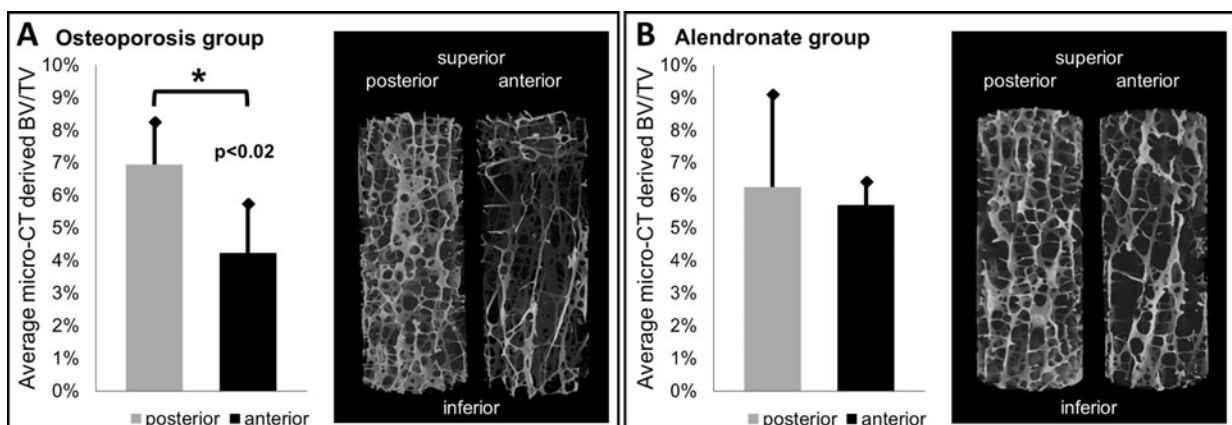 A Osteoporosis group
Average micro-CT derived BV/TV
10%
9%
8%
7%
6%
5%
4%
3%
2%
1%
0%
*
p<0.02
posterior anterior
superior
posterior anterior
inferior
B Alendronate group
Average micro-CT derived BV/TV
10%
9%
8%
7%
6%
5%
4%
3%
2%
1%
0%
posterior anterior
superior
posterior anterior
inferior